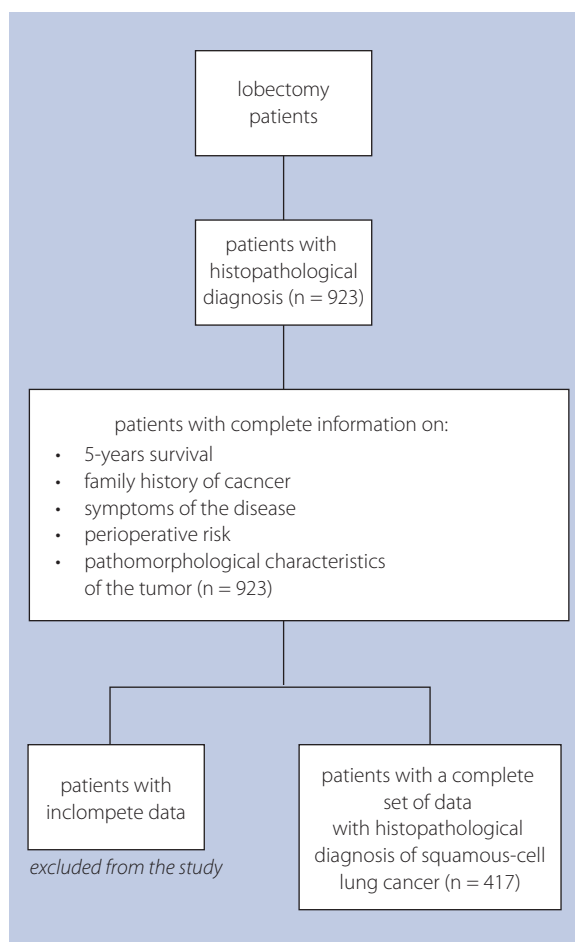 lobectomy
patients
patients with
histopathological
diagnosis (n = 923)
patients with complete information on:
• 5-years survival
• family history of cacncer
• symptoms of the disease
• perioperative risk
• pathomorphological characteristics
of the tumor (n = 923)
patients with
inclompete data
excluded from the study
patients with a complete
set of data
with histopathological
diagnosis of squamous-cell
lung cancer (n = 417)